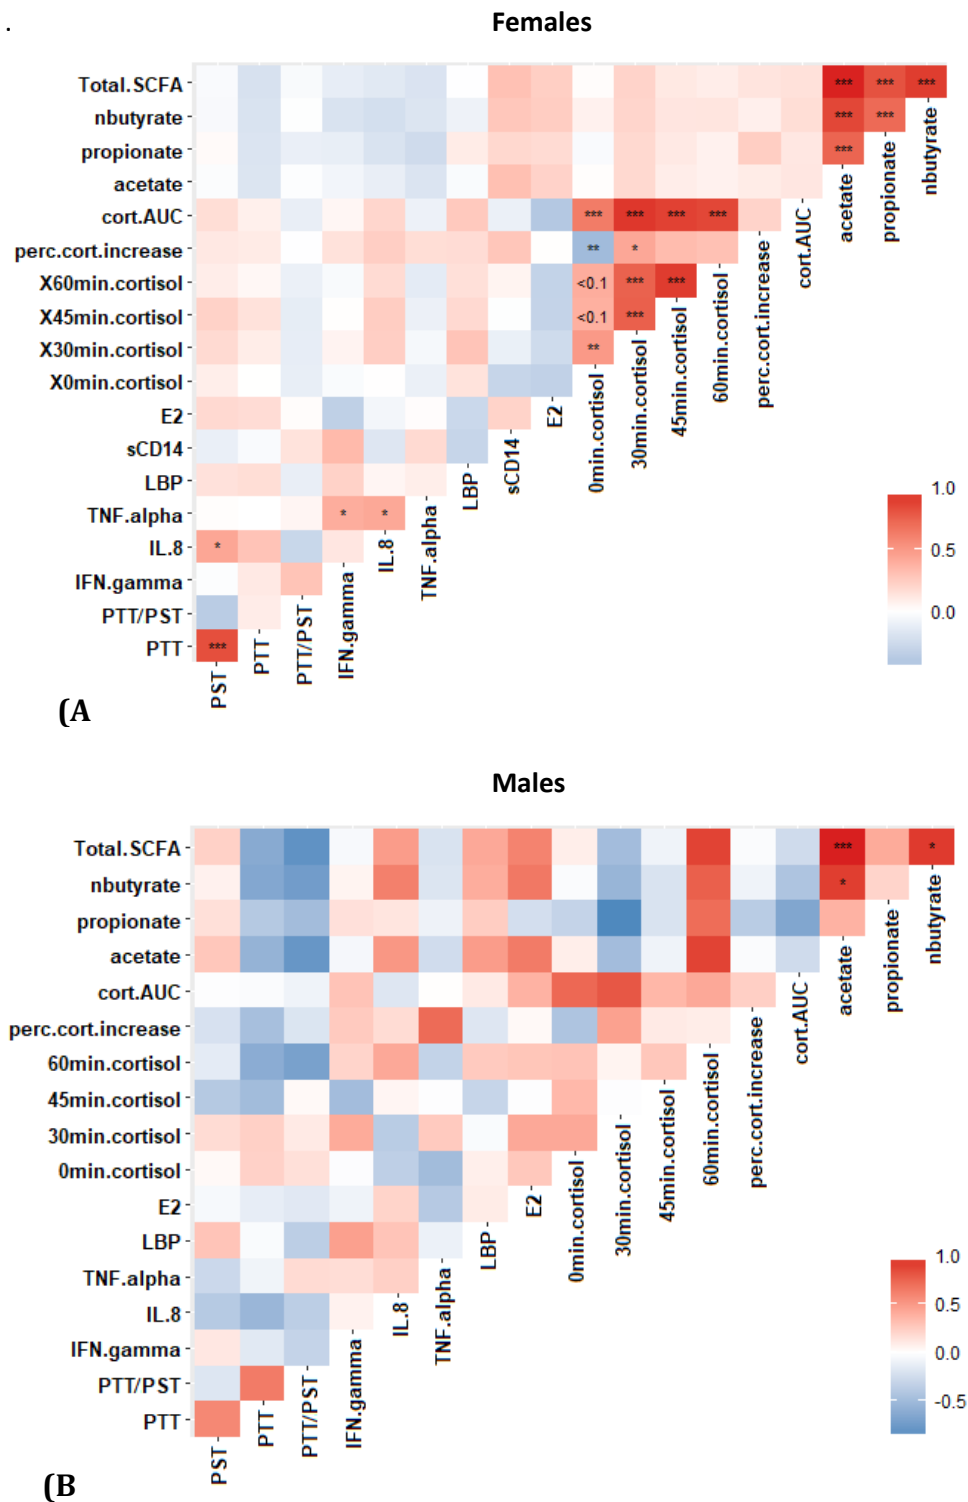 .
Females
Total.SCFA
*** *** ***
nbutyrate
*** ***
propionate
***
acetate
cort.AUC
*** *** *** ***
perc.cort.increase
** *
X60min.cortisol
<0.1 *** ***
X45min.cortisol
<0.1 ***
X30min.cortisol
**
X0min.cortisol
E2
sCD14
LBP
TNF.alpha
* *
IL.8
*
IFN.gamma
PTT/PST
PTT
***
PST
PTT
PTT/PST
IFN.gamma
IL.8
TNF.alpha
LBP
sCD14
E2
0min.cortisol
30min.cortisol
45min.cortisol
60min.cortisol
perc.cort.increase
cort.AUC
acetate
propionate
nbutyrate
1.0
0.5
0.0
(A
Males
Total.SCFA
*** *
nbutyrate
*
propionate
acetate
cort.AUC
perc.cort.increase
60min.cortisol
45min.cortisol
30min.cortisol
0min.cortisol
E2
LBP
TNF.alpha
IL.8
IFN.gamma
PTT/PST
PTT
PST
PTT
PTT/PST
IFN.gamma
IL.8
TNF.alpha
LBP
E2
0min.cortisol
30min.cortisol
45min.cortisol
60min.cortisol
perc.cort.increase
cort.AUC
acetate
propionate
nbutyrate
1.0
0.5
0.0
-0.5
(B